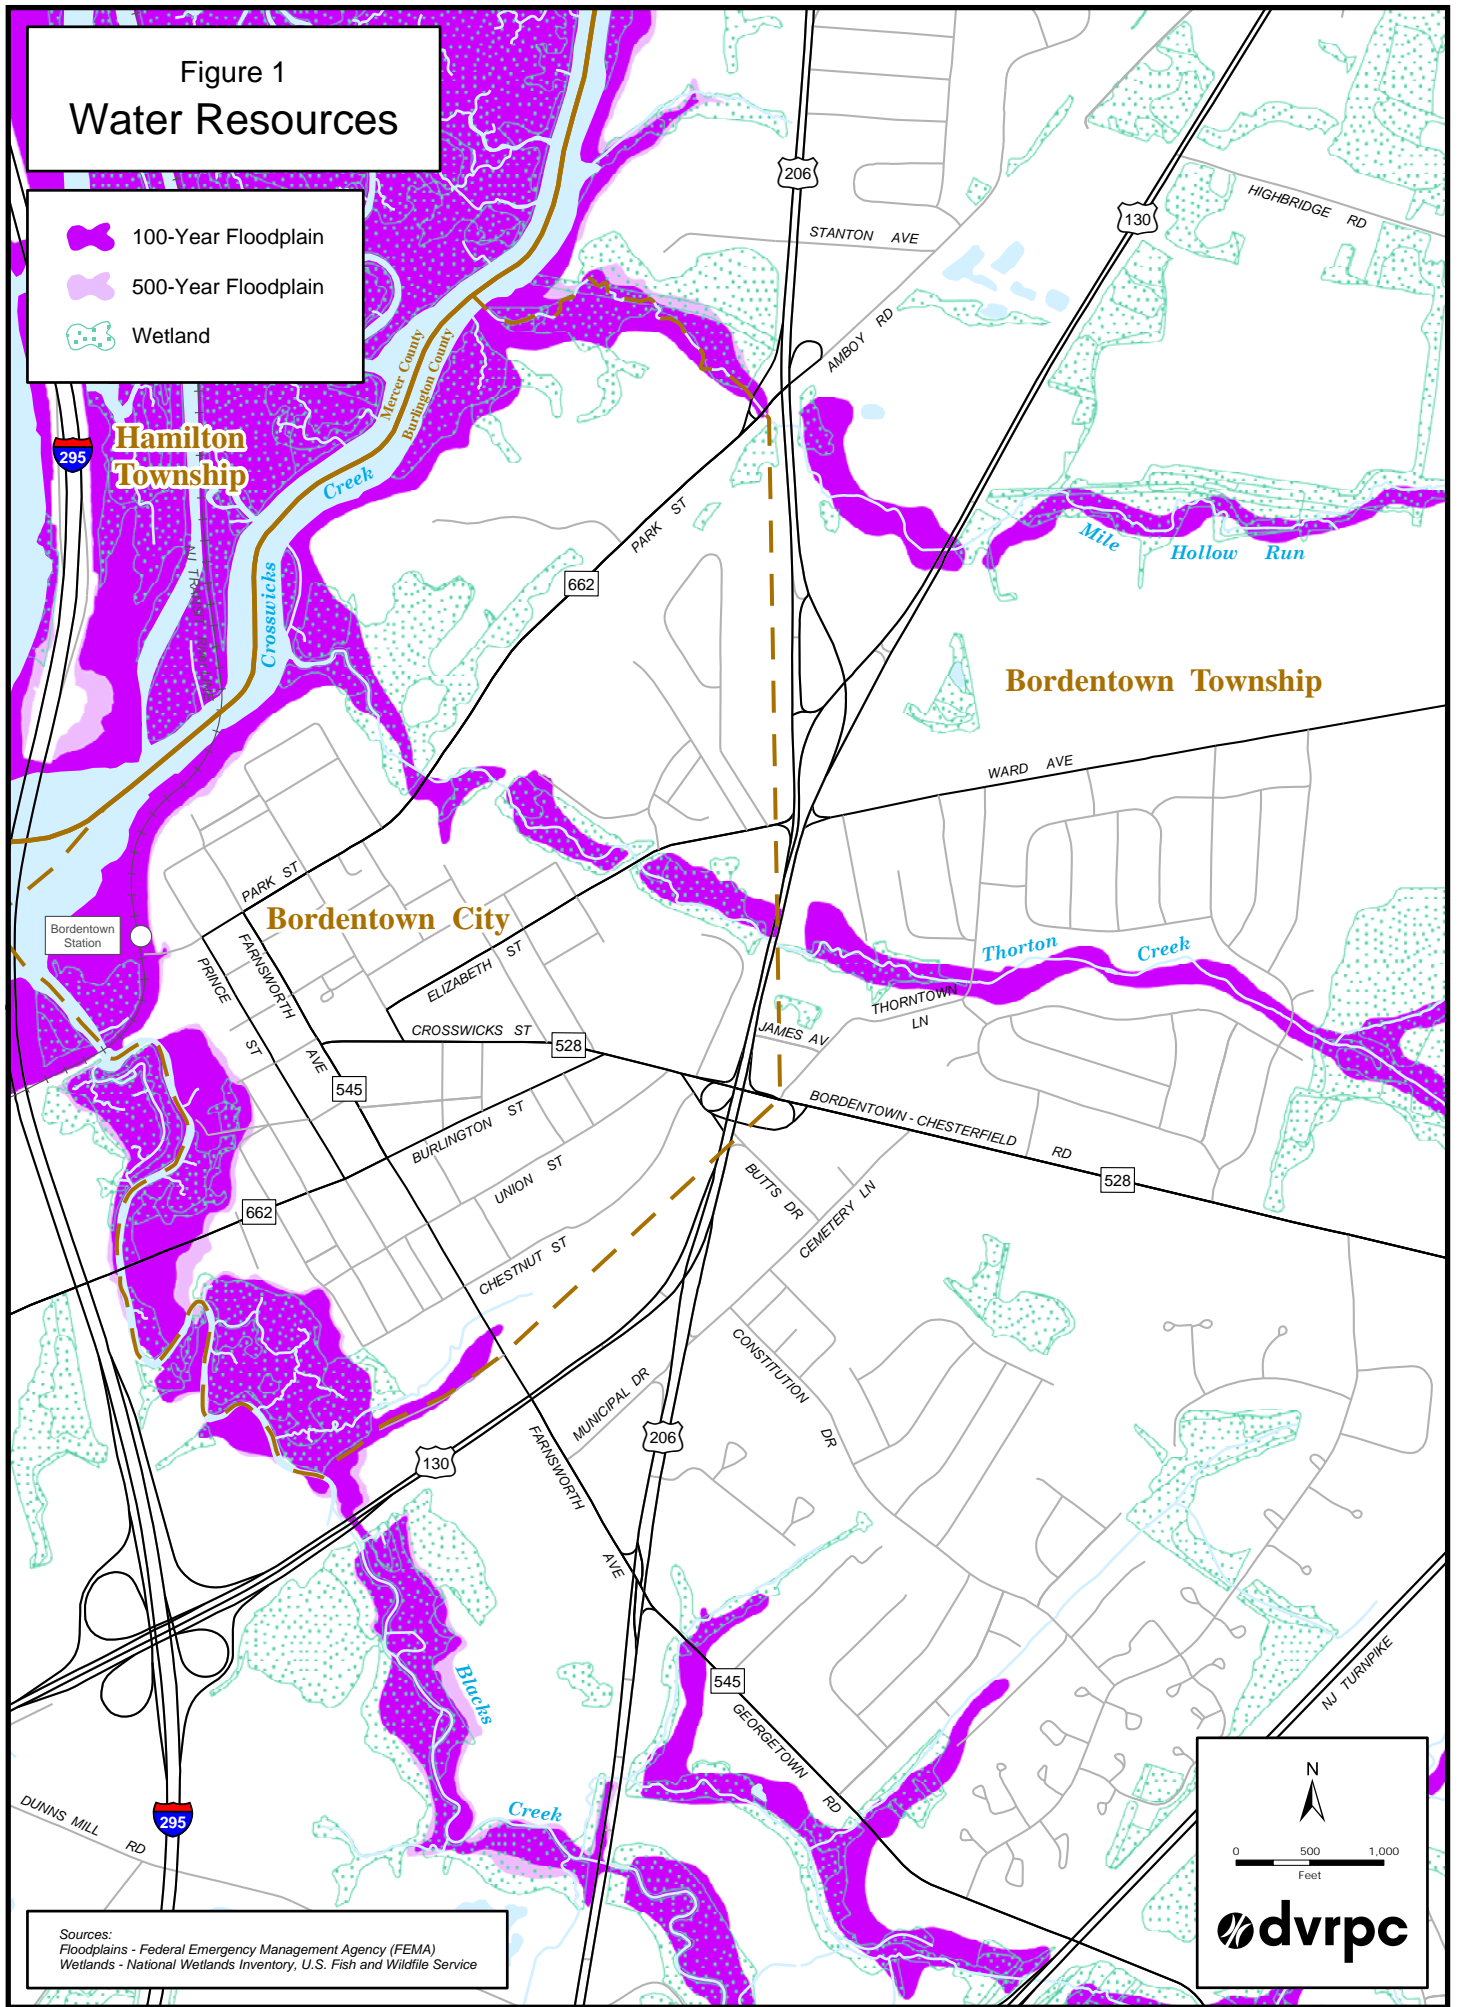 Figure 1
Water Resources
100-Year Floodplain
500-Year Floodplain
Wetland
206
130
HIGHBRIDGE RD
STANTON AVE
AMBOY RD
Mercer County
Burlington County
295
Hamilton
Township
Creek
Crosswicks
PARK ST
662
Mile Hollow Run
Bordentown Township
WARD AVE
PARK ST
Bordentown City
Bordentown
Station
FARNSWORTH AVE
PRINCE ST
ELIZABETH ST
CROSSWICKS ST
528
545
Thorton Creek
THORNTOWN
LN
JAMES AV
BORDENTOWN - CHESTERFIELD RD
528
BURLINGTON ST
UNION ST
662
CHESTNUT ST
BUTTS DR
CEMETERY LN
CONSTITUTION DR
MUNICIPAL DR
206
130
FARNSWORTH AVE
Blacks
Creek
545
GEORGETOWN RD
NJ TURNPIKE
DUNNS MILL RD
295
N
0 500 1,000
Feet
dvrpc
Sources:
Floodplains - Federal Emergency Management Agency (FEMA)
Wetlands - National Wetlands Inventory, U.S. Fish and Wildfile Service